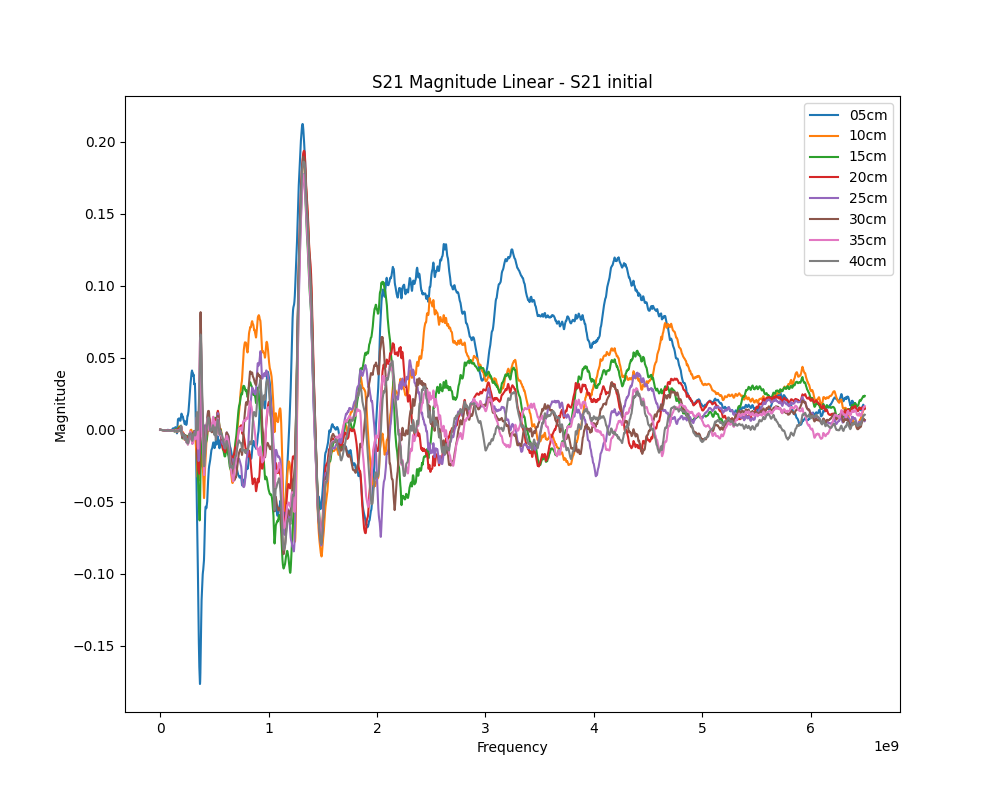 S21 Magnitude Linear - S21 initial
0.20
0.15
0.10
0.05
0.00
−0.05
−0.10
−0.15
Magnitude
0 1 2 3 4 5 6
1e9
Frequency
05cm
10cm
15cm
20cm
25cm
30cm
35cm
40cm